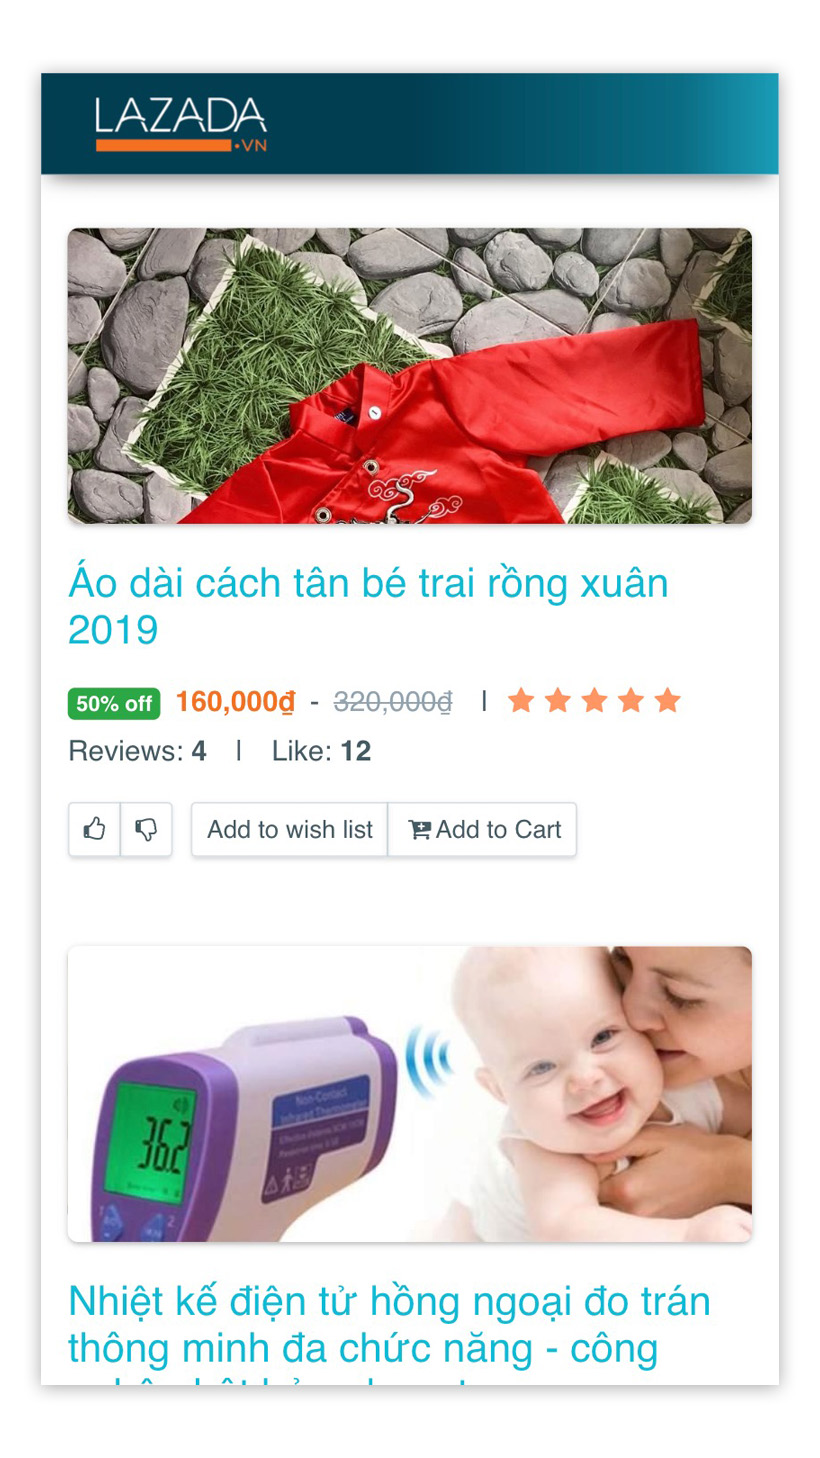 LAZADA
.VN
Áo dài cách tân bé trai rồng xuân
2019
50% off 160,000₫ - 320,000₫ |
Reviews: 4 | Like: 12
Add to wish list Add to Cart
36.2
Non-Contact
Infrared Thermometer
1 2
Nhiệt kế điện tử hồng ngoại đo trán
thông minh đa chức năng - công